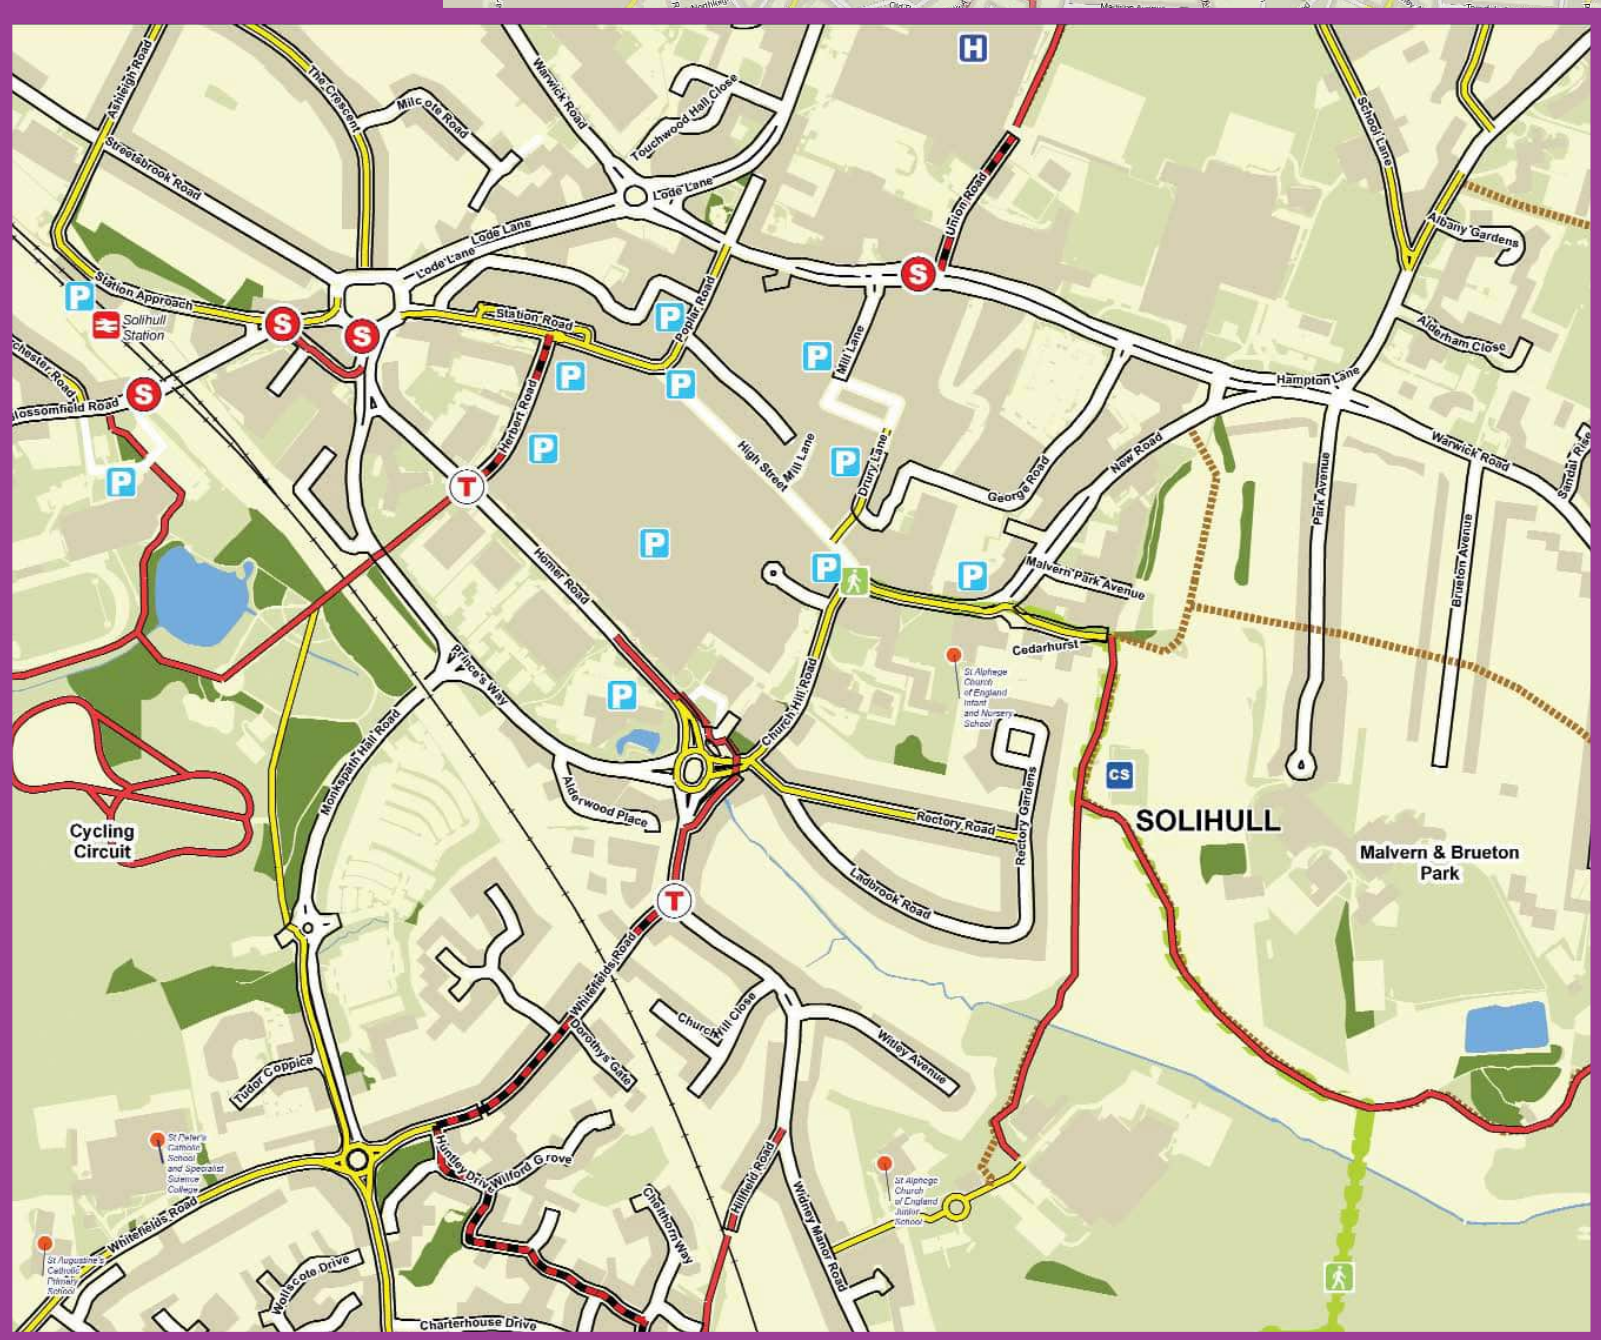 Ashleigh Road
The Crescent
Milcote Road
Warwick Road
Touchwood Hall Close
H
School Lane
Streetsbrook Road
Lode Lane
Lode Lane
Lode Lane
Union Road
Albany Gardens
Station Approach
P
Solihull
Station
S
S
S
S
Station Road
P
Poplar Road
P
Mill Lane
Alderham Close
chester Road
lossomfield Road
P
P
P
Herbert Road
Hampton Lane
Warwick Road
Sandal Rise
High Street
Mill Lane
P
Drury Lane
George Road
New Road
Park Avenue
Brueton Avenue
P
T
P
Homer Road
P
P
Malvern Park Avenue
Cedarhurst
Prince's Way
P
Church Hill Road
St Alphege
Church
of England
Infant
and Nursery
School
Monkspath Hall Road
Alderwood Place
Rectory Road
Rectory Gardens
CS
SOLIHULL
Cycling
Circuit
Malvern & Brueton
Park
Ladbrook Road
T
Whitefields Road
Dorothys Gate
Church Hill Close
Witley Avenue
Tudor Coppice
St Peter's
Catholic
School
and Specialist
Science
College
Huntley Drive
Wilford Grove
Chelthorn Way
Hillfield Road
Widney Manor Road
St Alphege
Church
of England
Junior
School
Whitefields Road
St Augustine's
Catholic
Primary
School
Wollscote Drive
Charterhouse Drive